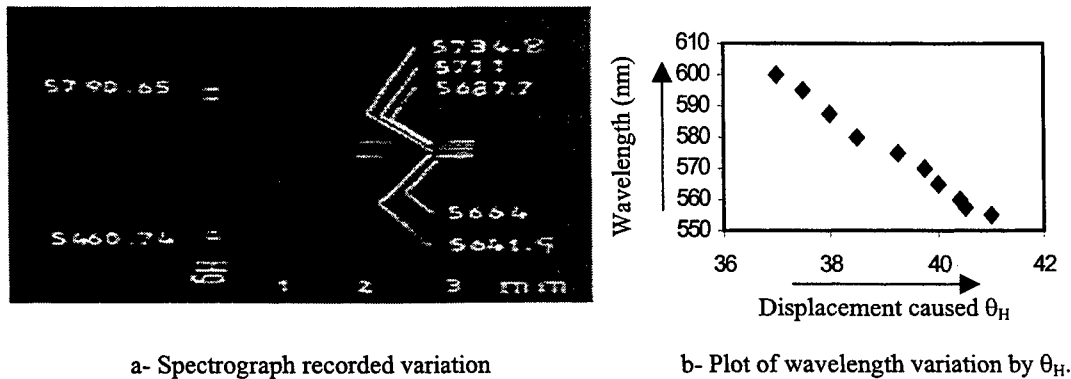 5734.8
5711
5790.65
5687.7
5664
5460.74
5641.9
Hg
1 2 3 mm
610
600
590
580
570
560
550
Wavelength (nm)
36 38 40 42
Displacement caused θH
a- Spectrograph recorded variation
b- Plot of wavelength variation by θH.